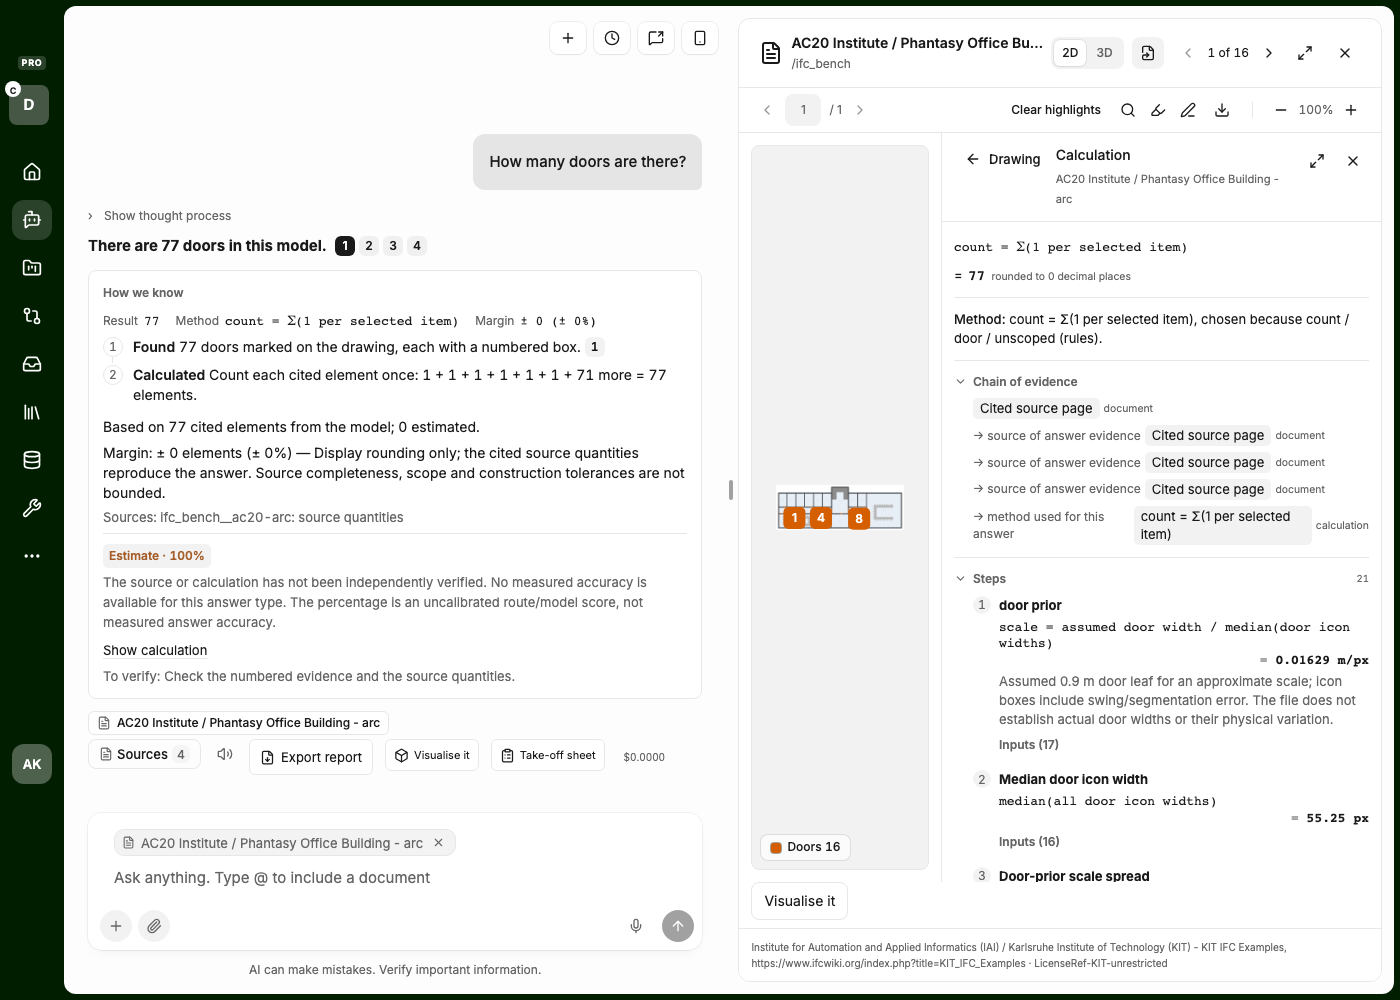 PRO
c
D
AK
How many doors are there?
Show thought process
There are 77 doors in this model. 1 2 3 4
How we know
Result 77 Method count = Σ(1 per selected item) Margin ± 0 (± 0%)
1 Found 77 doors marked on the drawing, each with a numbered box. 1
2 Calculated Count each cited element once: 1 + 1 + 1 + 1 + 1 + 1 + 71 more = 77
elements.
Based on 77 cited elements from the model; 0 estimated.
Margin: ± 0 elements (± 0%) — Display rounding only; the cited source quantities
reproduce the answer. Source completeness, scope and construction tolerances are not
bounded.
Sources: ifc_bench__ac20-arc: source quantities
Estimate · 100%
The source or calculation has not been independently verified. No measured accuracy is
available for this answer type. The percentage is an uncalibrated route/model score, not
measured answer accuracy.
Show calculation
To verify: Check the numbered evidence and the source quantities.
AC20 Institute / Phantasy Office Building - arc
Sources 4 Export report Visualise it Take-off sheet $0.0000
AC20 Institute / Phantasy Office Building - arc
Ask anything. Type @ to include a document
AI can make mistakes. Verify important information.
AC20 Institute / Phantasy Office Bu... 2D 3D 1 of 16
/ifc_bench
1 / 1 Clear highlights 100%
1 4 8
Doors 16
Visualise it
Drawing Calculation
AC20 Institute / Phantasy Office Building -
arc
count = Σ(1 per selected item)
= 77 rounded to 0 decimal places
Method: count = Σ(1 per selected item), chosen because count /
door / unscoped (rules).
Chain of evidence
Cited source page document
→ source of answer evidence Cited source page document
→ source of answer evidence Cited source page document
→ source of answer evidence Cited source page document
→ method used for this
answer
count = Σ(1 per selected
item)
calculation
Steps 21
1 door prior
scale = assumed door width / median(door icon
widths)
= 0.01629 m/px
Assumed 0.9 m door leaf for an approximate scale; icon
boxes include swing/segmentation error. The file does not
establish actual door widths or their physical variation.
Inputs (17)
2 Median door icon width
median(all door icon widths)
= 55.25 px
Inputs (16)
3 Door-prior scale spread
Institute for Automation and Applied Informatics (IAI) / Karlsruhe Institute of Technology (KIT) - KIT IFC Examples,
https://www.ifcwiki.org/index.php?title=KIT_IFC_Examples · LicenseRef-KIT-unrestricted